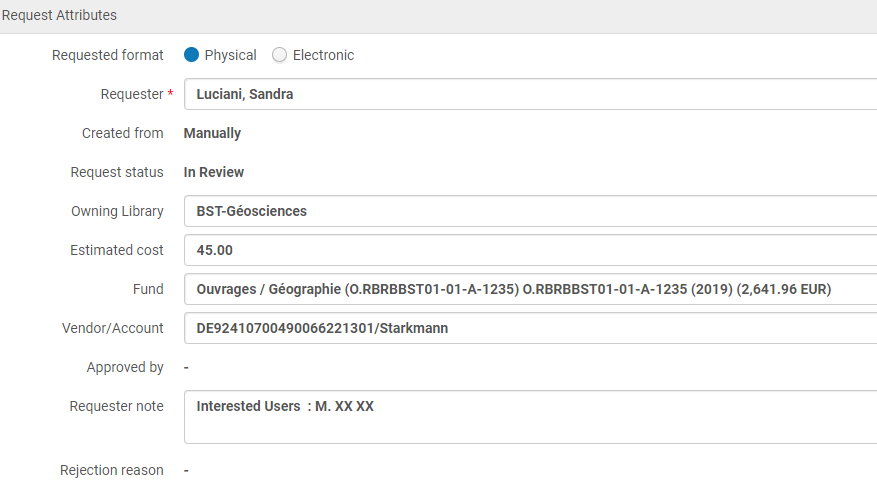 Request Attributes
Requested format Physical Electronic
Requester * Luciani, Sandra
Created from Manually
Request status In Review
Owning Library BST-Géosciences
Estimated cost 45.00
Fund Ouvrages / Géographie (O.RBRBBST01-01-A-1235) O.RBRBBST01-01-A-1235 (2019) (2,641.96 EUR)
Vendor/Account DE92410700490066221301/Starkmann
Approved by -
Requester note Interested Users : M. XX XX
Rejection reason -